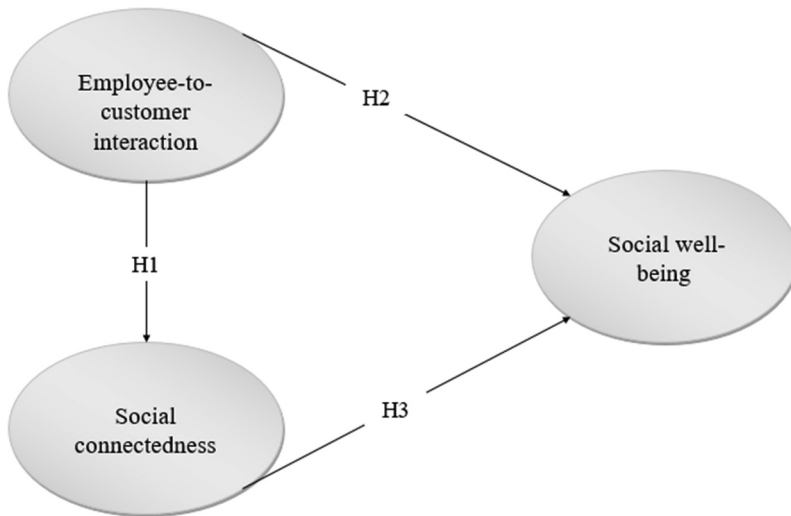 Employee-to-
customer
interaction
H2
Social well-
being
H1
Social
connectedness
H3